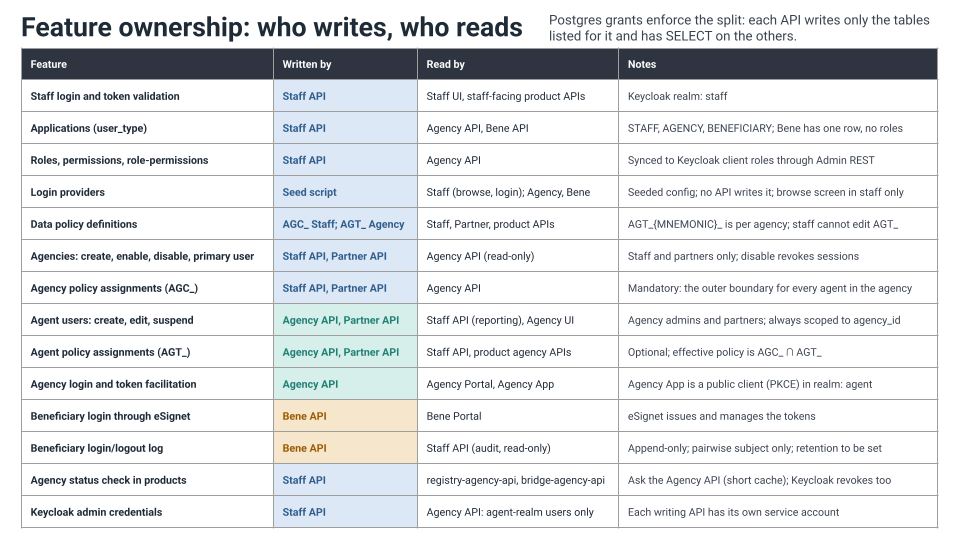 Feature ownership: who writes, who reads
Postgres grants enforce the split: each API writes only the tables
listed for it and has SELECT on the others.
Feature Written by Read by Notes
Staff login and token validation Staff API Staff UI, staff-facing product APIs Keycloak realm: staff
Applications (user_type) Staff API Agency API, Bene API STAFF, AGENCY, BENEFICIARY; Bene has one row, no roles
Roles, permissions, role-permissions Staff API Agency API Synced to Keycloak client roles through Admin REST
Login providers Seed script Staff (browse, login); Agency, Bene Seeded config; no API writes it; browse screen in staff only
Data policy definitions AGC_ Staff; AGT_ Agency Staff, Partner, product APIs AGT_{MNEMONIC}_ is per agency; staff cannot edit AGT_
Agencies: create, enable, disable, primary user Staff API, Partner API Agency API (read-only) Staff and partners only; disable revokes sessions
Agency policy assignments (AGC_) Staff API, Partner API Agency API Mandatory: the outer boundary for every agent in the agency
Agent users: create, edit, suspend Agency API, Partner API Staff API (reporting), Agency UI Agency admins and partners; always scoped to agency_id
Agent policy assignments (AGT_) Agency API, Partner API Staff API, product agency APIs Optional; effective policy is AGC_ ∩ AGT_
Agency login and token facilitation Agency API Agency Portal, Agency App Agency App is a public client (PKCE) in realm: agent
Beneficiary login through eSignet Bene API Bene Portal eSignet issues and manages the tokens
Beneficiary login/logout log Bene API Staff API (audit, read-only) Append-only; pairwise subject only; retention to be set
Agency status check in products Staff API registry-agency-api, bridge-agency-api Ask the Agency API (short cache); Keycloak revokes too
Keycloak admin credentials Staff API Agency API: agent-realm users only Each writing API has its own service account